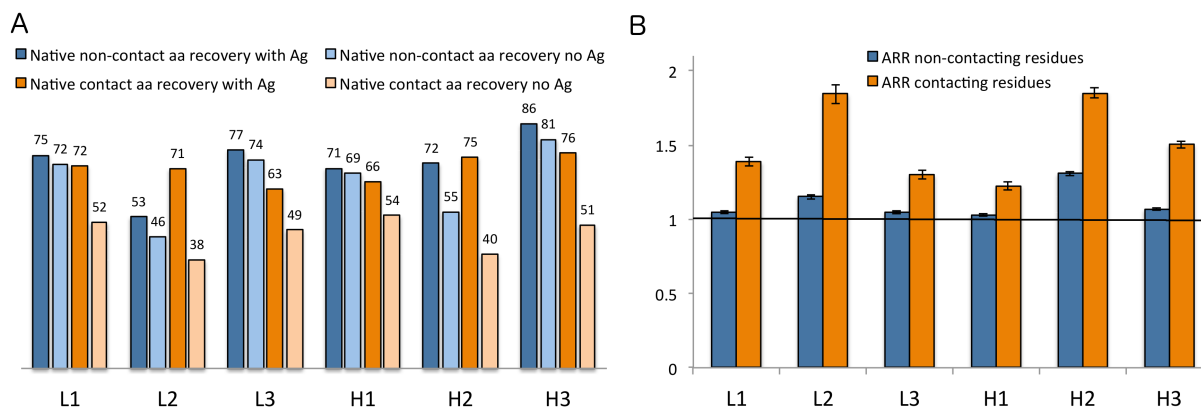 A
Native non-contact aa recovery with Ag
Native non-contact aa recovery no Ag
Native contact aa recovery with Ag
Native contact aa recovery no Ag
75 72 72 52
53 46 71 38
77 74 63 49
71 69 66 54
72 55 75 40
86 81 76 51
L1 L2 L3 H1 H2 H3
B
ARR non-contacting residues
ARR contacting residues
2
1.5
1
0.5
0
L1 L2 L3 H1 H2 H3